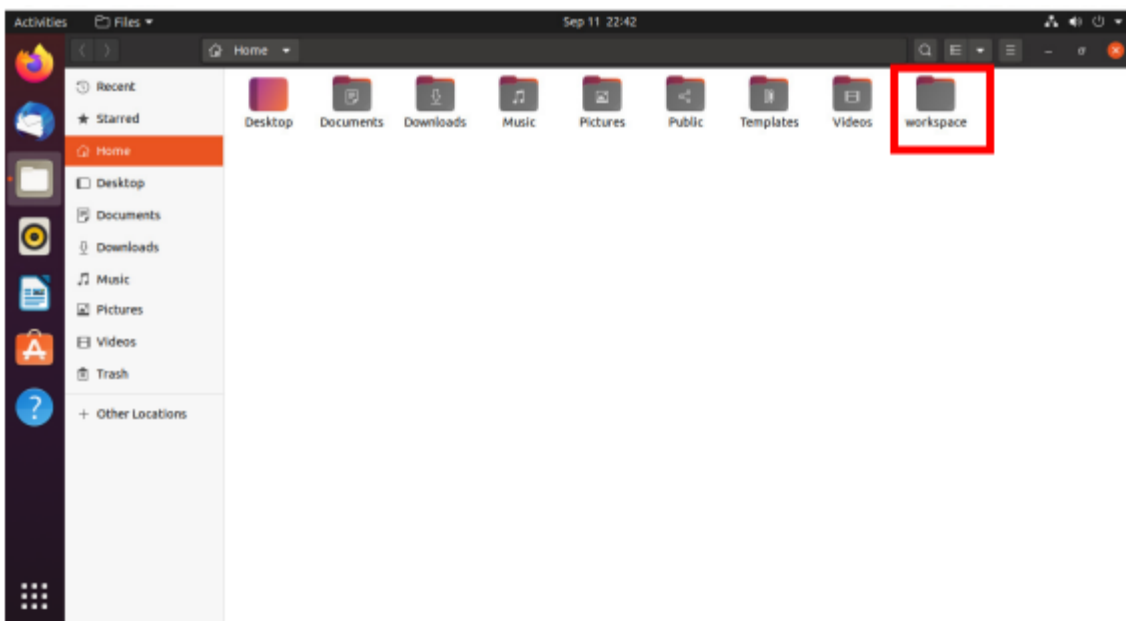 Activities Files Sep 11 22:42
Home
Recent
Starred
Home
Desktop
Documents
Downloads
Music
Pictures
Videos
Trash
+ Other Locations
Desktop Documents Downloads Music Pictures Public Templates Videos workspace